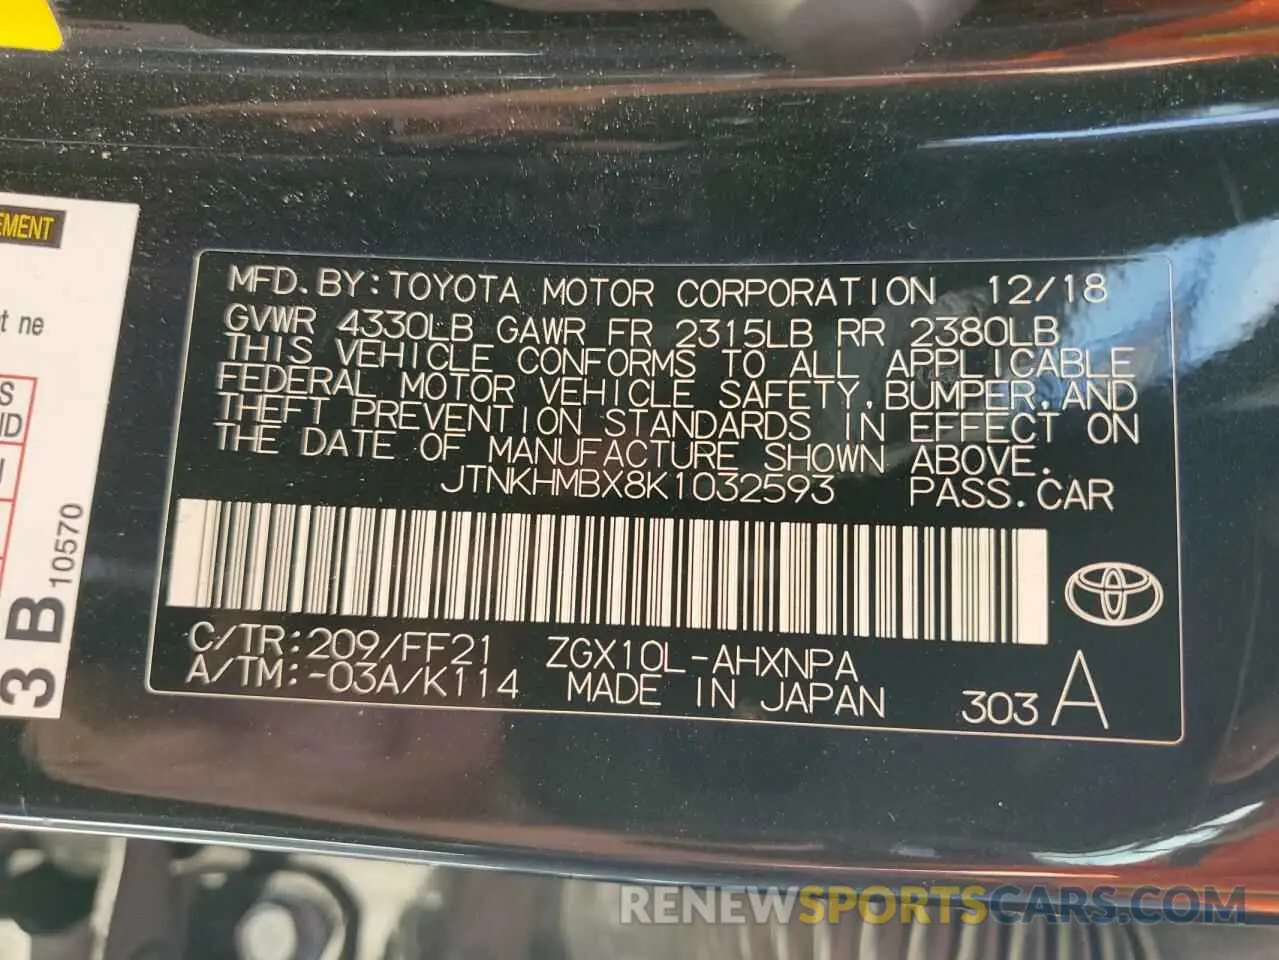 EMENT
t ne
S
ND
3 B 10570
MFD. BY: TOYOTA MOTOR CORPORATION 12/18
GVWR 4330LB GAWR FR 2315LB RR 2380LB
THIS VEHICLE CONFORMS TO ALL APPLICABLE
FEDERAL MOTOR VEHICLE SAFETY, BUMPER, AND
THEFT PREVENTION STANDARDS IN EFFECT ON
THE DATE OF MANUFACTURE SHOWN ABOVE.
JTNKHMBX8K1032593 PASS. CAR
C/TR: 209/FF21 ZGX10L-AHXNPA
A/TM: -03A/K114 MADE IN JAPAN 303 A
RENEWSPORTSCARS.COM